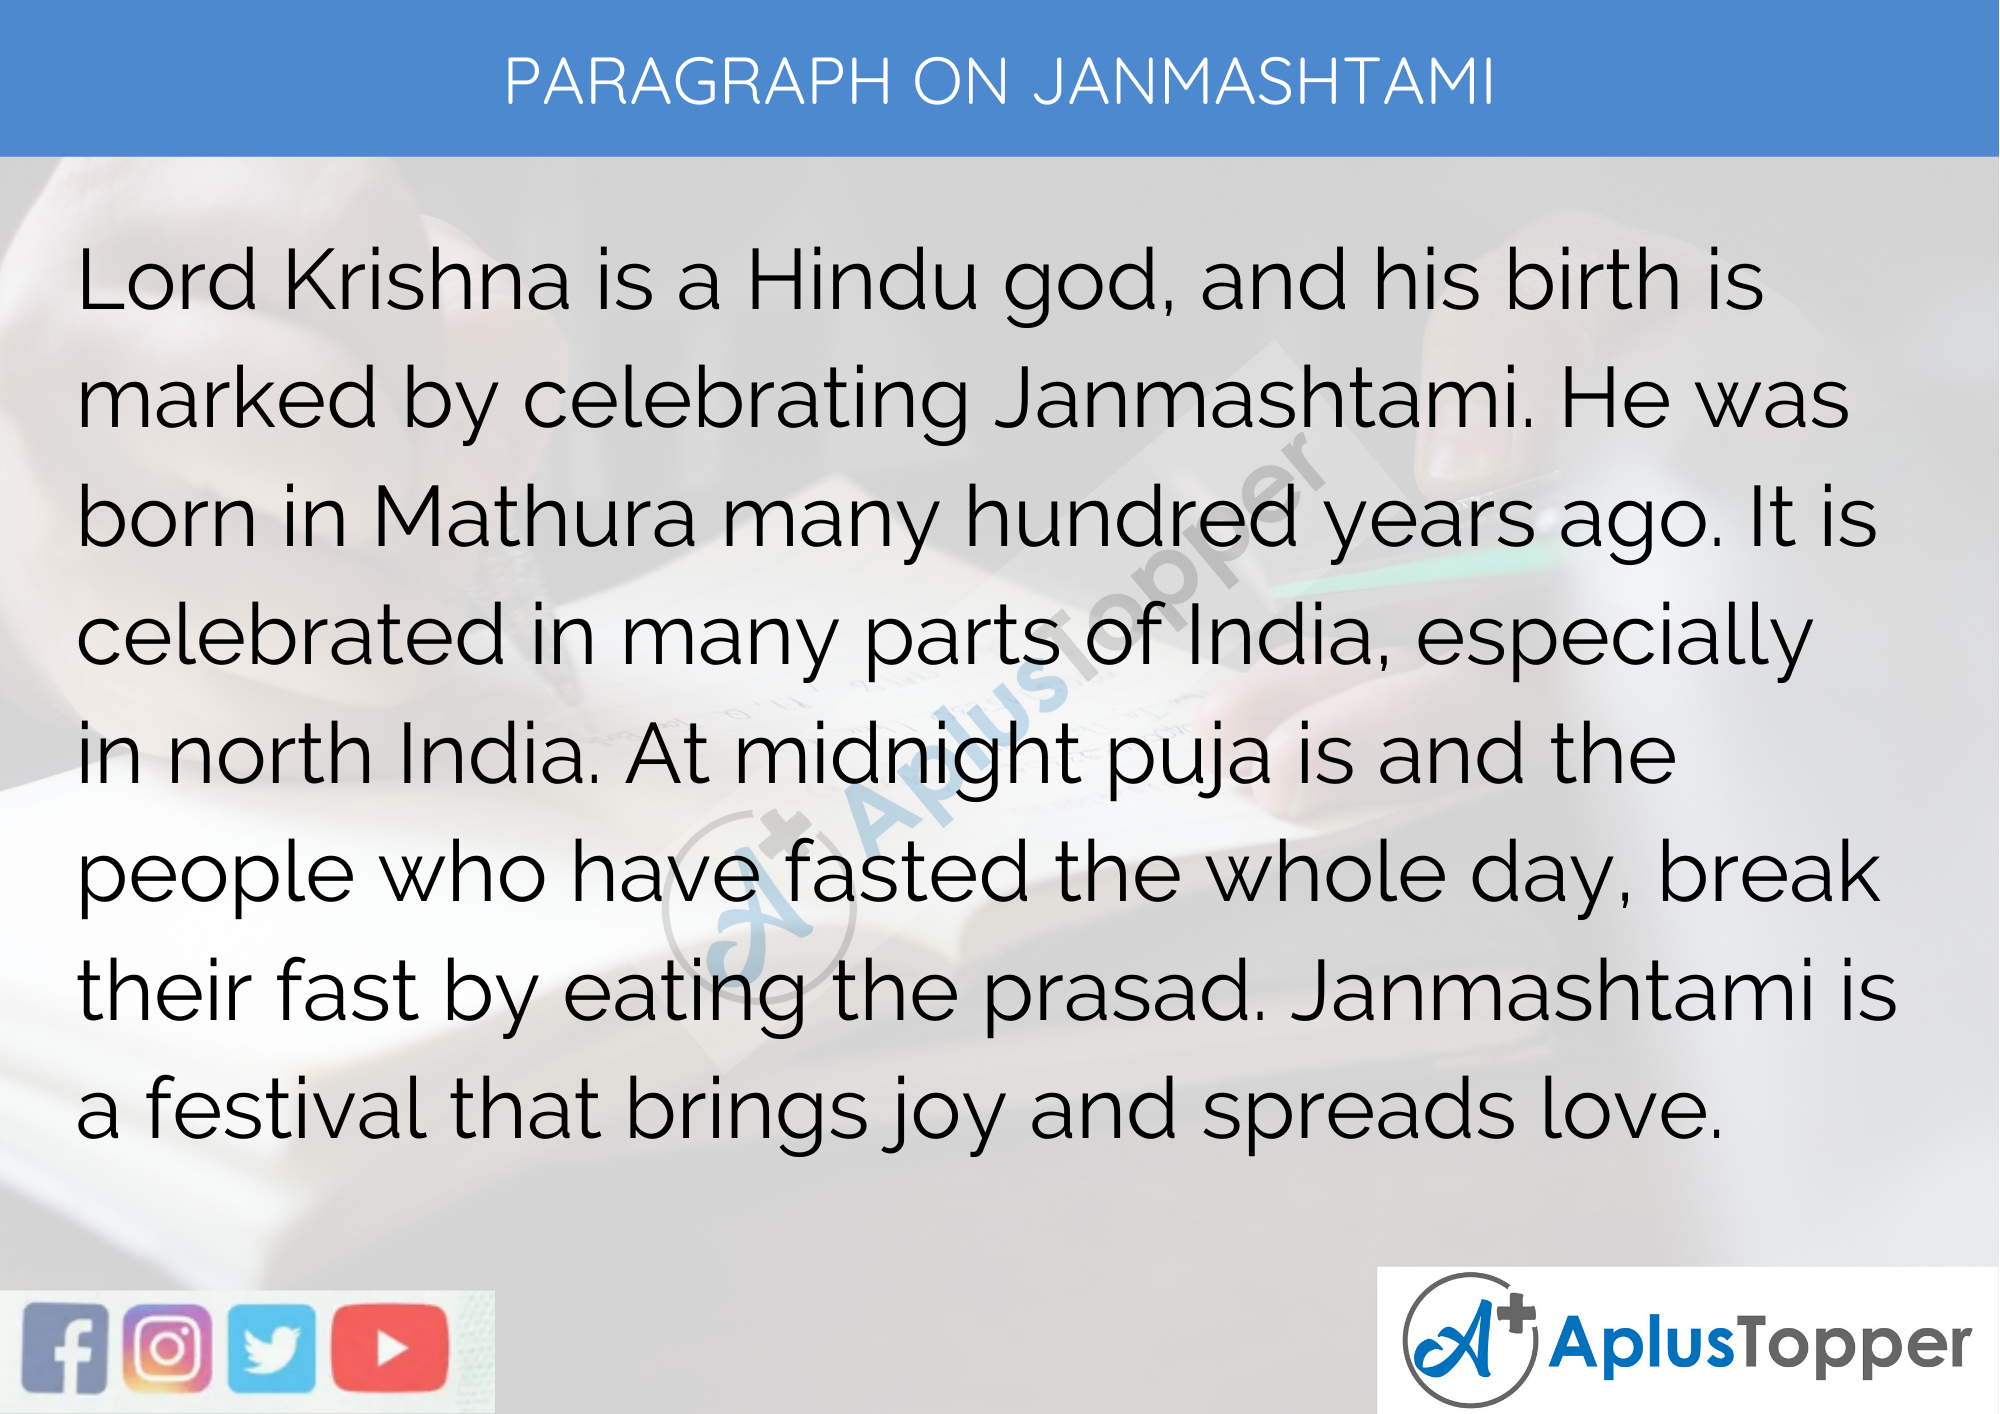 PARAGRAPH ON JANMASHTAMI
Lord Krishna is a Hindu god, and his birth is
marked by celebrating Janmashtami. He was
born in Mathura many hundred years ago. It is
celebrated in many parts of India, especially
in north India. At midnight puja is and the
people who have fasted the whole day, break
their fast by eating the prasad. Janmashtami is
a festival that brings joy and spreads love.
AplusTopper
A+ AplusTopper